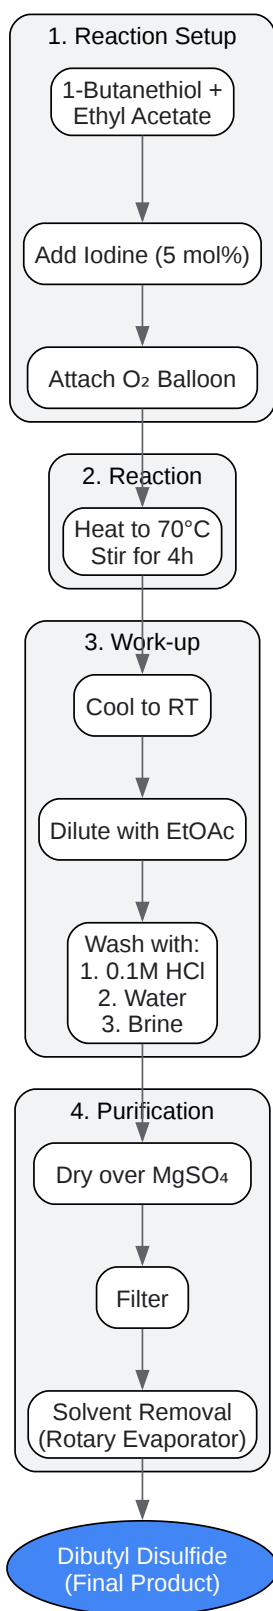 1. Reaction Setup
1-Butanethiol +
Ethyl Acetate
Add Iodine (5 mol%)
Attach O₂ Balloon
2. Reaction
Heat to 70°C
Stir for 4h
3. Work-up
Cool to RT
Dilute with EtOAc
Wash with:
1. 0.1M HCl
2. Water
3. Brine
4. Purification
Dry over MgSO₄
Filter
Solvent Removal
(Rotary Evaporator)
Dibutyl Disulfide
(Final Product)